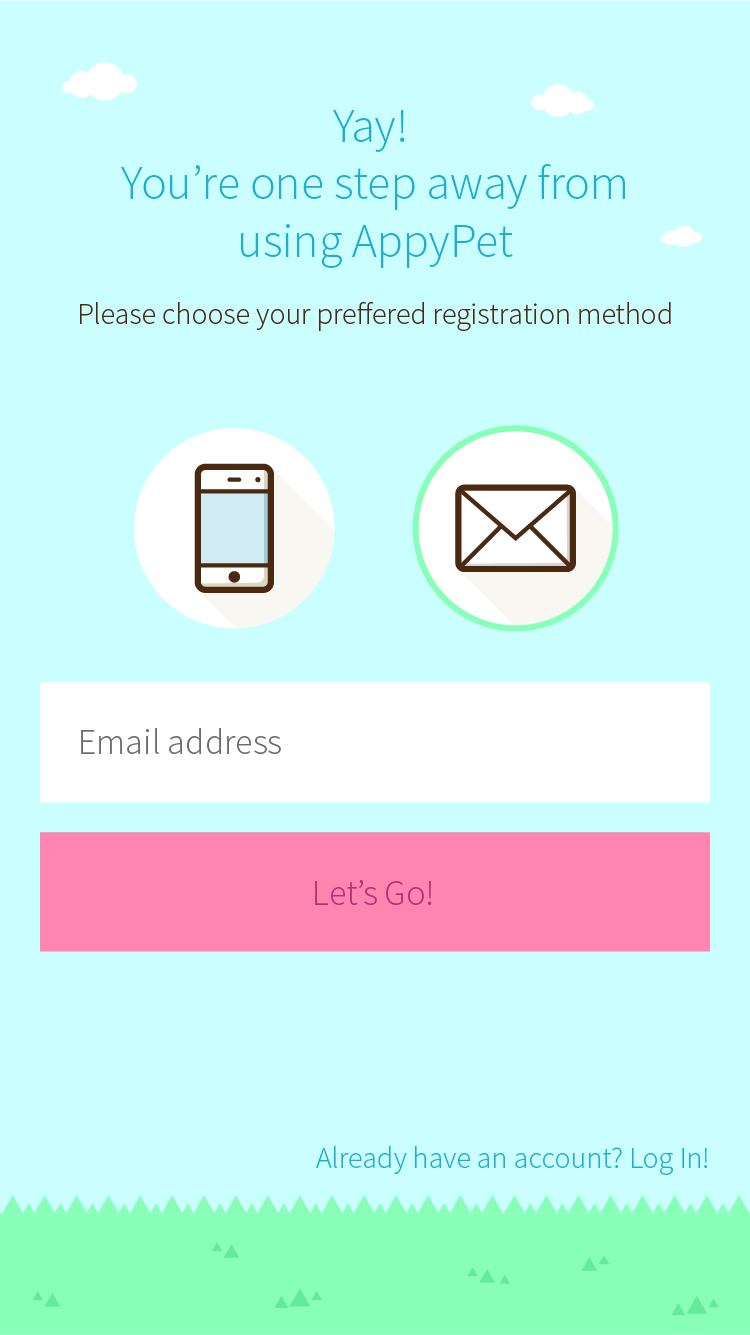 Yay!
You’re one step away from
using AppyPet
Please choose your preffered registration method
Email address
Let’s Go!
Already have an account? Log In!